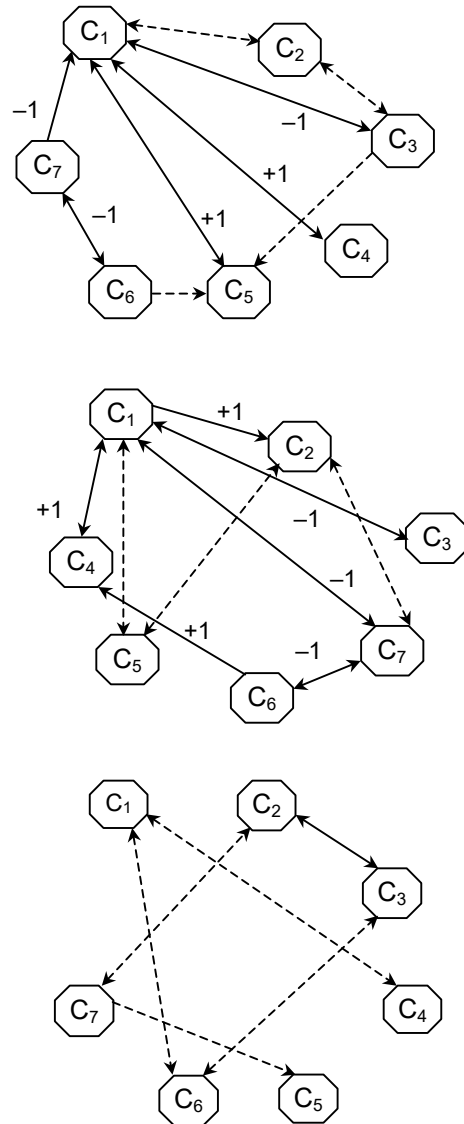 C₁
C₂
–1
C₃
–1
C₇
+1
–1
+1
C₄
C₆
C₅
C₁
+1
C₂
+1
–1
C₃
C₄
–1
+1
–1
C₅
C₇
C₆
C₁
C₂
C₃
C₇
C₄
C₆
C₅